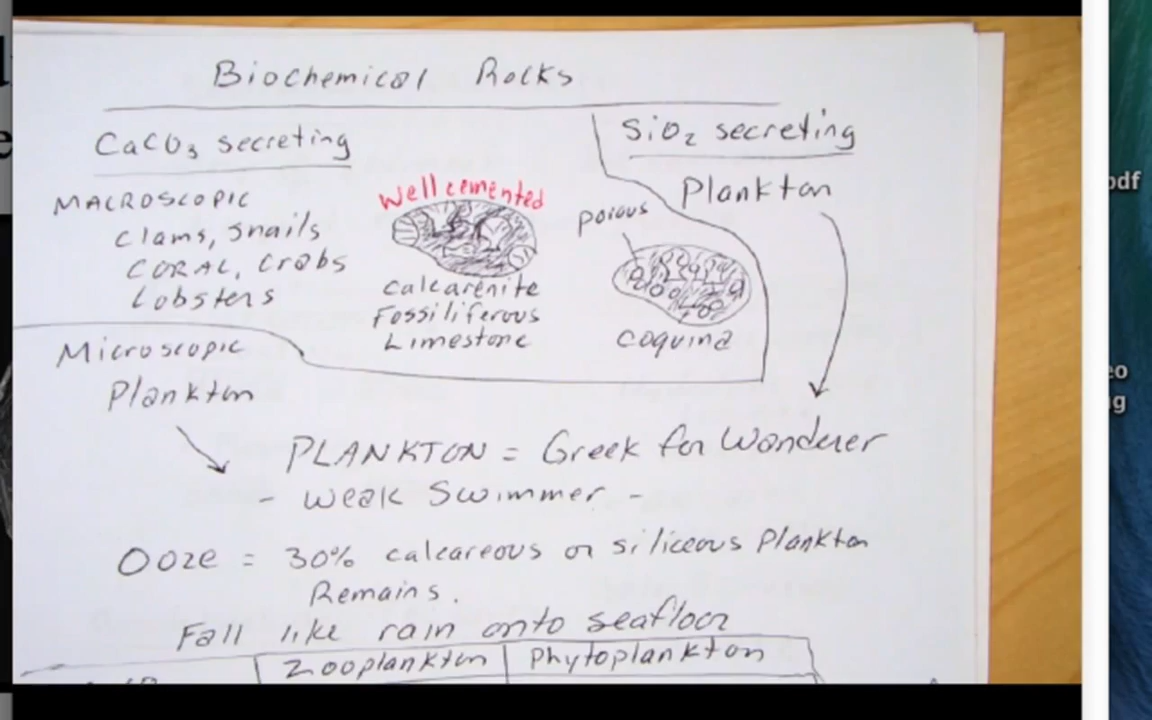 Biochemical Rocks
CaCO3 secreting
MACROSCOPIC
clams, snails
CORAL, crabs
Lobsters
Well cemented
calcarenite
Fossiliferous
Limestone
porous
coquina
SiO2 secreting
Plankton
Microscopic
Plankton
PLANKTON = Greek for Wanderer
- weak Swimmer -
Ooze = 30% calcareous or siliceous Plankton
Remains.
Fall like rain onto seafloor
Zooplankton
Phytoplankton